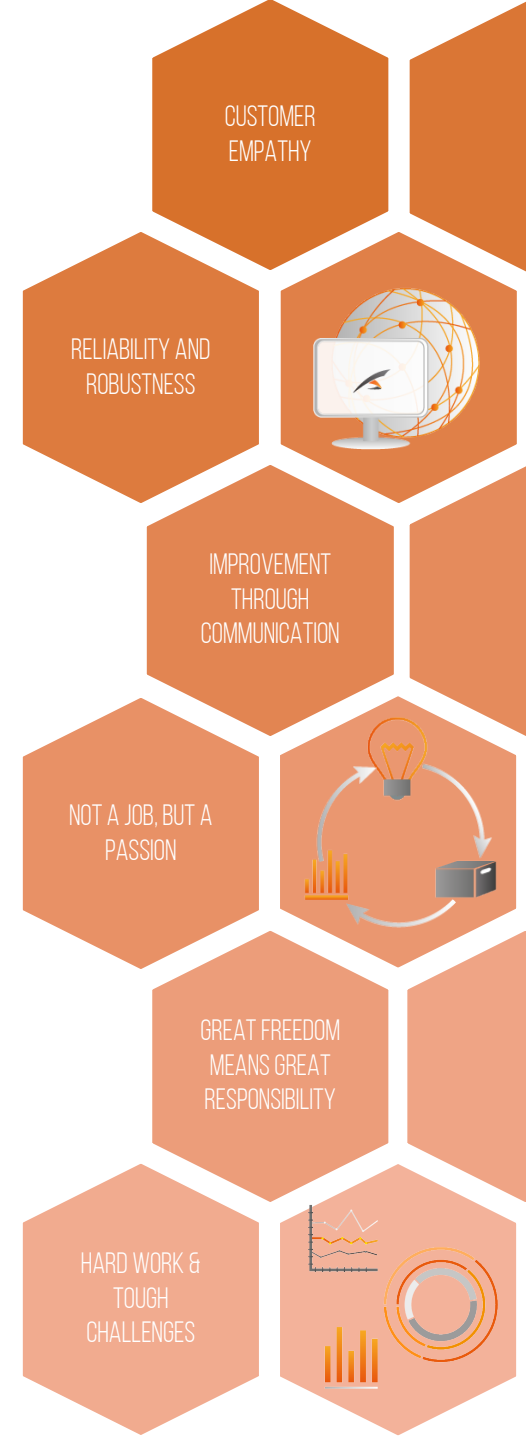 CUSTOMER
EMPATHY
RELIABILITY AND
ROBUSTNESS
IMPROVEMENT
THROUGH
COMMUNICATION
NOT A JOB, BUT A
PASSION
GREAT FREEDOM
MEANS GREAT
RESPONSIBILITY
HARD WORK &
TOUGH
CHALLENGES